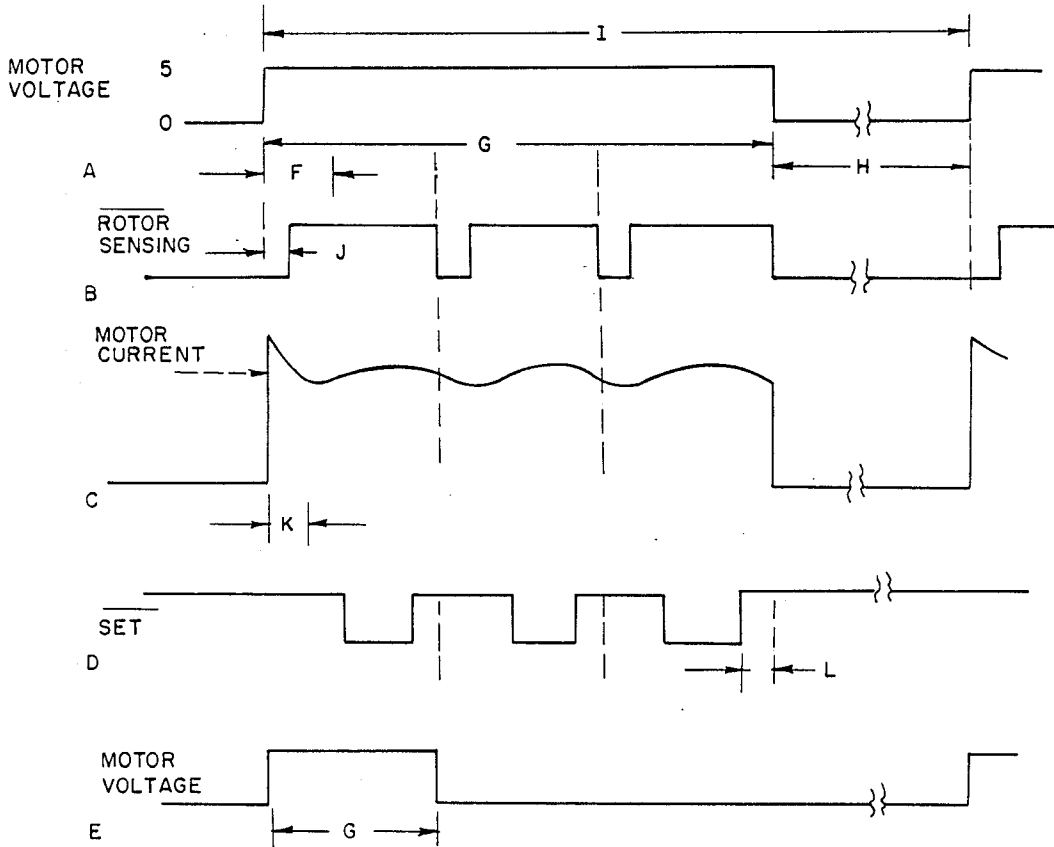 I
MOTOR
VOLTAGE
5
0
G
H
A
F
ROTOR
SENSING
J
B
MOTOR
CURRENT
C
K
SET
D
L
MOTOR
VOLTAGE
E
G